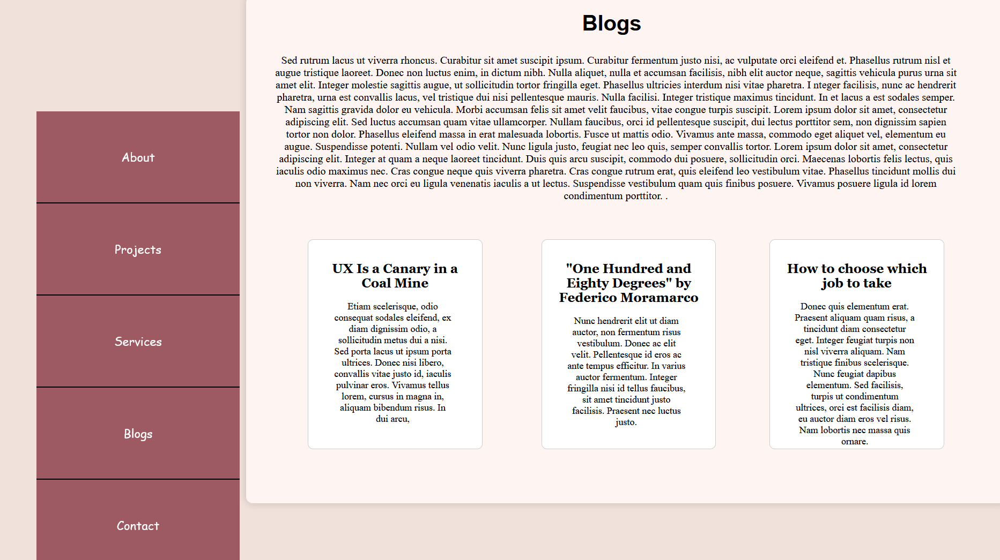 Blogs
Sed rutrum lacus ut viverra rhoncus. Curabitur sit amet suscipit ipsum. Curabitur fermentum justo nisi, ac vulputate orci eleifend et. Phasellus rutrum nisl et
augue tristique laoreet. Donec non luctus enim, in dictum nibh. Nulla aliquet, nulla et accumsan facilisis, nibh elit auctor neque, sagittis vehicula purus urna sit
amet elit. Integer molestie sagittis augue, ut sollicitudin tortor fringilla eget. Phasellus ultricies interdum nisi vitae pharetra. I nteger facilisis, nunc ac hendrerit
pharetra, urna est convallis lacus, vel tristique dui nisi pellentesque mauris. Nulla facilisi. Integer tristique maximus tincidunt. In et lacus a est sodales semper.
Nam sagittis gravida dolor eu vehicula. Morbi accumsan felis sit amet velit faucibus, vitae congue turpis suscipit. Lorem ipsum dolor sit amet, consectetur
adipiscing elit. Sed luctus accumsan quam vitae ullamcorper. Nullam faucibus, orci id pellentesque suscipit, dui lectus porttitor sem, non dignissim sapien
tortor non dolor. Phasellus eleifend massa in erat malesuada lobortis. Fusce ut mattis odio. Vivamus ante massa, commodo eget aliquet vel, elementum eu
augue. Suspendisse potenti. Nullam vel odio velit. Nunc ligula justo, feugiat nec leo quis, semper convallis tortor. Lorem ipsum dolor sit amet, consectetur
adipiscing elit. Integer at quam a neque laoreet tincidunt. Duis quis arcu suscipit, commodo dui posuere, sollicitudin orci. Maecenas lobortis felis lectus, quis
iaculis odio maximus nec. Cras congue neque quis viverra pharetra. Cras congue rutrum erat, quis eleifend leo vestibulum vitae. Phasellus tincidunt mollis dui
non viverra. Nam nec orci eu ligula venenatis iaculis a ut lectus. Suspendisse vestibulum quam quis finibus posuere. Vivamus posuere ligula id lorem
condimentum porttitor. .
About
Projects
Services
Blogs
Contact
UX Is a Canary in a
Coal Mine
Etiam scelerisque, odio
consequat sodales eleifend, ex
diam dignissim odio, a
sollicitudin metus dui a nisi.
Sed porta lacus ut ipsum porta
ultrices. Donec nisi libero,
convallis vitae justo id, iaculis
pulvinar eros. Vivamus tellus
lorem, cursus in magna in,
aliquam bibendum risus. In
dui arcu,
"One Hundred and
Eighty Degrees" by
Federico Moramarco
Nunc hendrerit elit ut diam
auctor, non fermentum risus
vestibulum. Donec ac elit
velit. Pellentesque id eros ac
ante tempus efficitur. In varius
auctor fermentum. Integer
fringilla nisi id tellus faucibus,
sit amet tincidunt justo
facilisis. Praesent nec luctus
justo.
How to choose which
job to take
Donec quis elementum erat.
Praesent aliquam quam risus, a
tincidunt diam consectetur
eget. Integer feugiat turpis non
nisl viverra aliquam. Nam
tristique finibus scelerisque.
Nunc feugiat dapibus
elementum. Sed facilisis,
turpis ut condimentum
ultrices, orci est facilisis diam,
eu auctor diam eros vel risus.
Nam lobortis nec massa quis
ornare.